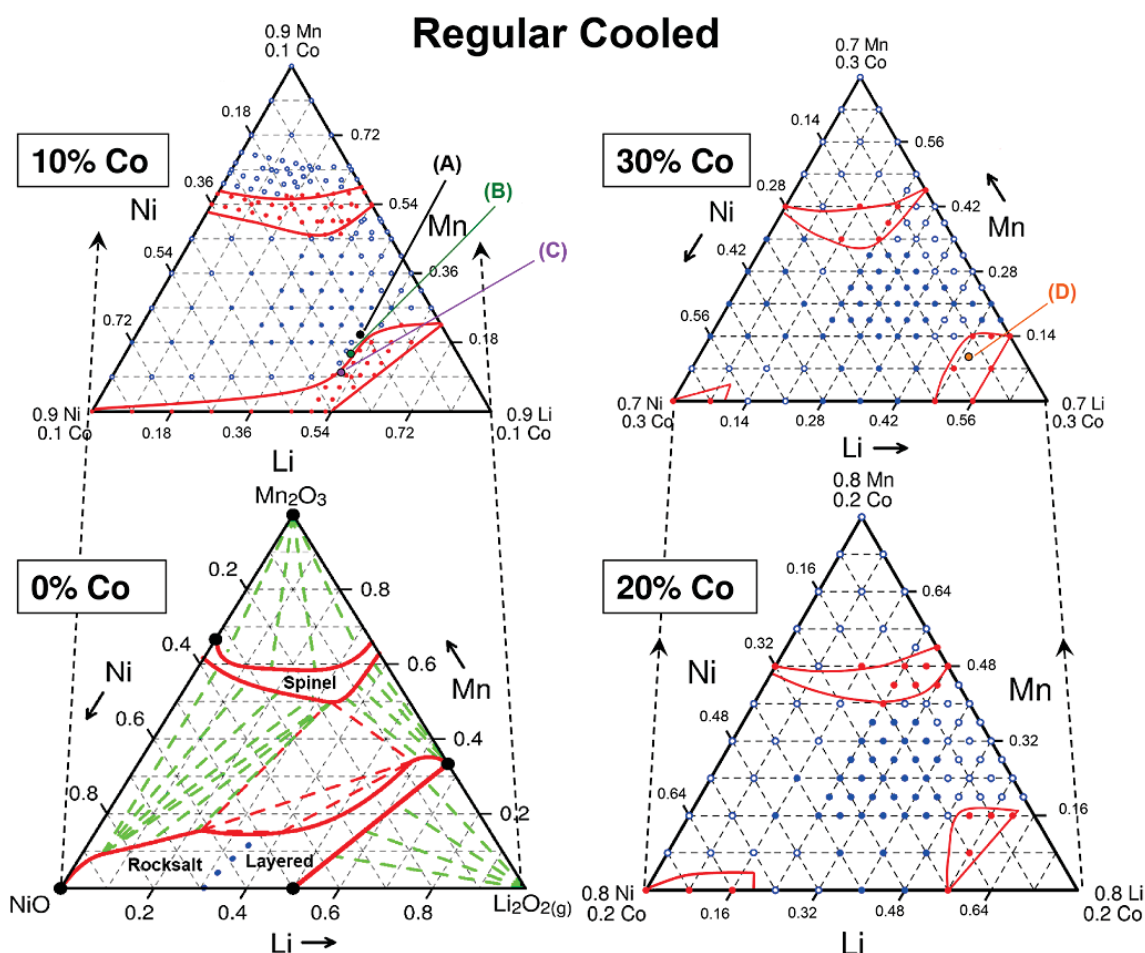 Regular Cooled
10% Co
0.9 Mn
0.1 Co
0.18
0.36
0.54
0.72
Ni
0.72
0.54
0.36
0.18
Mn
(A)
(B)
(C)
0.9 Ni
0.1 Co
0.18
0.36
0.54
0.72
0.9 Li
0.1 Co
Li
30% Co
0.7 Mn
0.3 Co
0.14
0.28
0.42
0.56
Ni
0.56
0.42
0.28
0.14
Mn
(D)
0.7 Ni
0.3 Co
0.14
0.28
0.42
0.56
0.7 Li
0.3 Co
Li →
0% Co
Mn2O3
0.2
0.4
0.6
0.8
Ni
0.8
0.6
0.4
0.2
Mn
Spinel
Rocksalt
Layered
NiO
0.2
0.4
0.6
0.8
Li2O2(g)
Li →
20% Co
0.8 Mn
0.2 Co
0.16
0.32
0.48
0.64
Ni
0.64
0.48
0.32
0.16
Mn
0.8 Ni
0.2 Co
0.16
0.32
0.48
0.64
0.8 Li
0.2 Co
Li